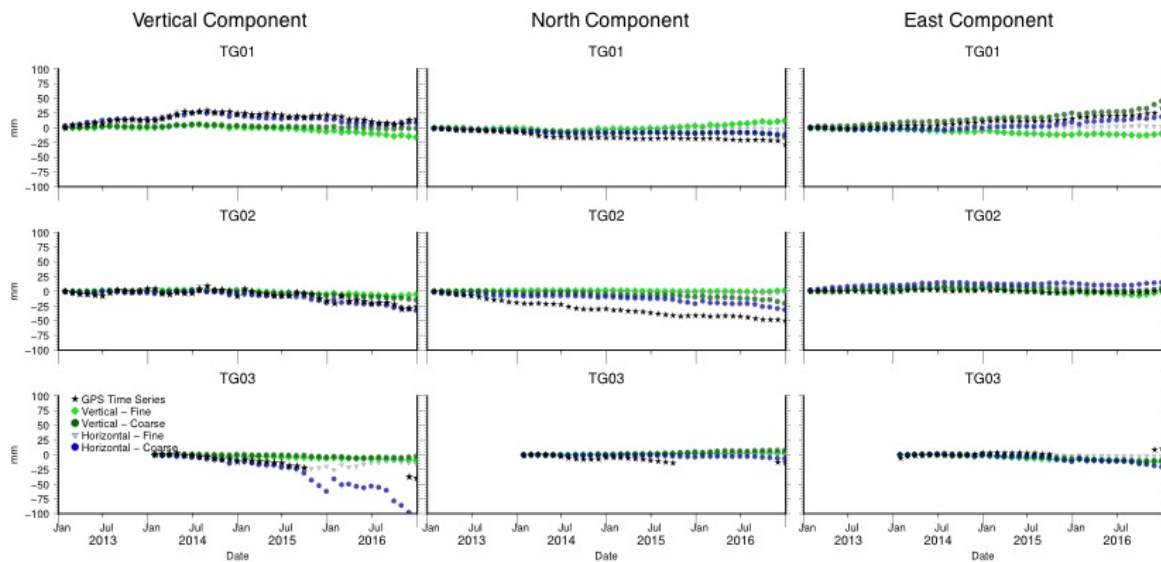 Vertical Component North Component East Component
TG01 TG01 TG01
100
75
50
25
0
−25
−50
−75
−100
mm
TG02 TG02 TG02
100
75
50
25
0
−25
−50
−75
−100
mm
TG03 TG03 TG03
100
75
50
25
0
−25
−50
−75
−100
mm
GPS Time Series
Vertical − Fine
Vertical − Coarse
Horizontal − Fine
Horizontal − Coarse
Jan Jul Jan Jul Jan Jul Jan Jul Jan Jul Jan Jul Jan Jul Jan Jul Jan Jul Jan Jul Jan Jul Jan Jul
2013 2014 2015 2016 2013 2014 2015 2016 2013 2014 2015 2016
Date Date Date